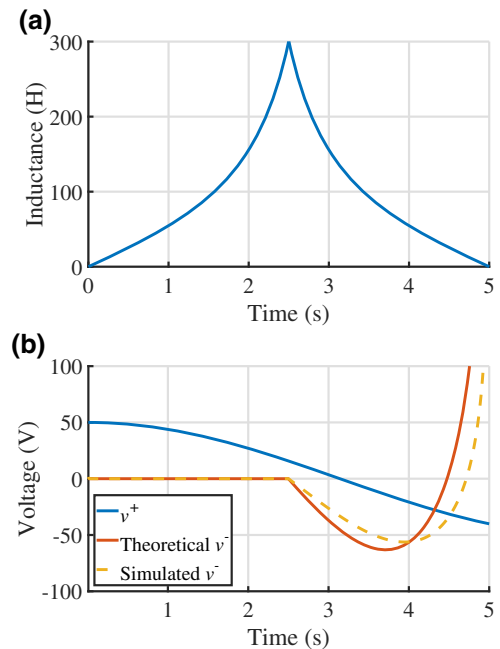 (a)
300
200
100
0
Inductance (H)
0 1 2 3 4 5
Time (s)
(b)
100
50
0
-50
-100
Voltage (V)
v+
Theoretical v-
Simulated v-
1 2 3 4 5
Time (s)